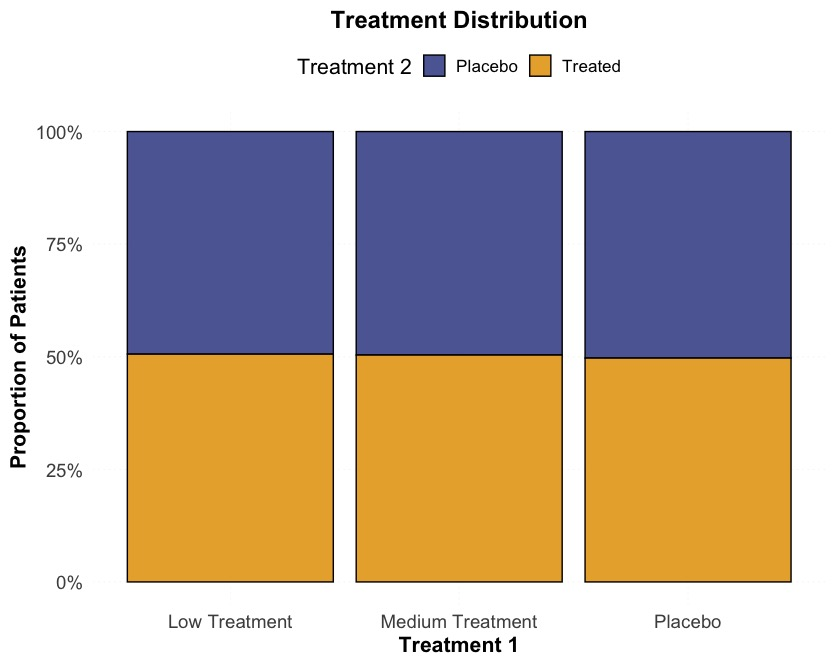 Treatment Distribution
Treatment 2 Placebo Treated
Proportion of Patients
100%
75%
50%
25%
0%
Low Treatment Medium Treatment Placebo
Treatment 1